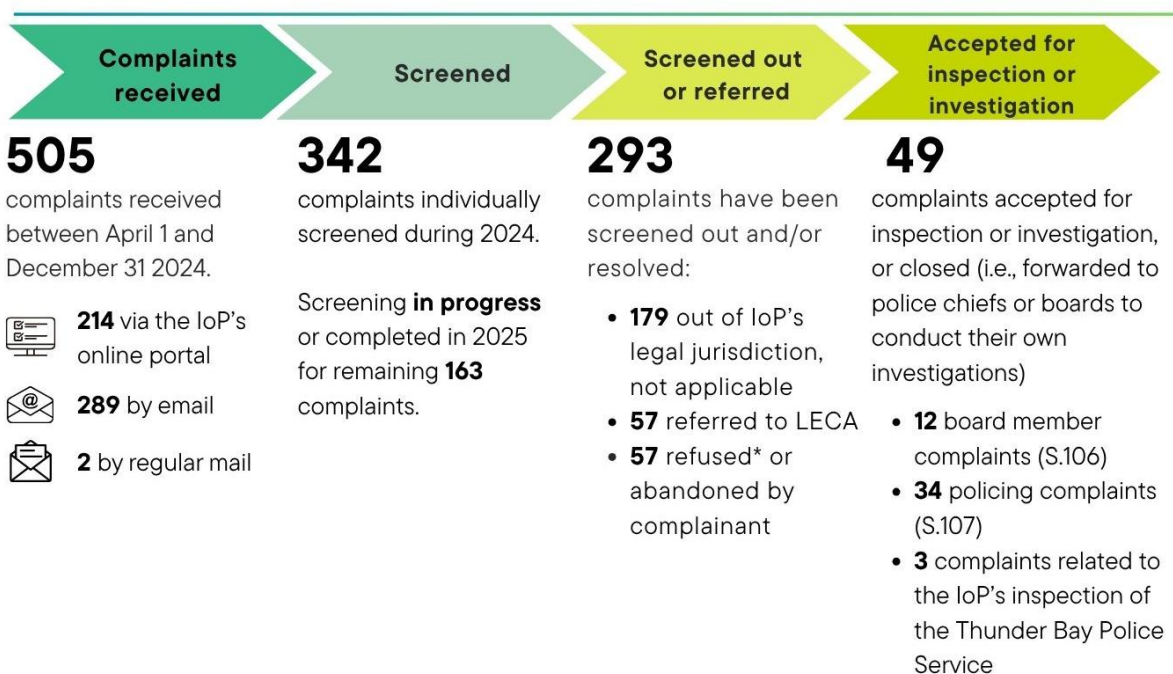 Complaints
received
Screened
Screened out
or referred
Accepted for
inspection or
investigation
505
complaints received
between April 1 and
December 31 2024.
214 via the IoP's
online portal
289 by email
2 by regular mail
342
complaints individually
screened during 2024.
Screening in progress
or completed in 2025
for remaining 163
complaints.
293
complaints have been
screened out and/or
resolved:
• 179 out of IoP's
legal jurisdiction,
not applicable
• 57 referred to LECA
• 57 refused* or
abandoned by
complainant
49
complaints accepted for
inspection or investigation,
or closed (i.e., forwarded to
police chiefs or boards to
conduct their own
investigations)
• 12 board member
complaints (S.106)
• 34 policing complaints
(S.107)
• 3 complaints related to
the IoP's inspection of
the Thunder Bay Police
Service